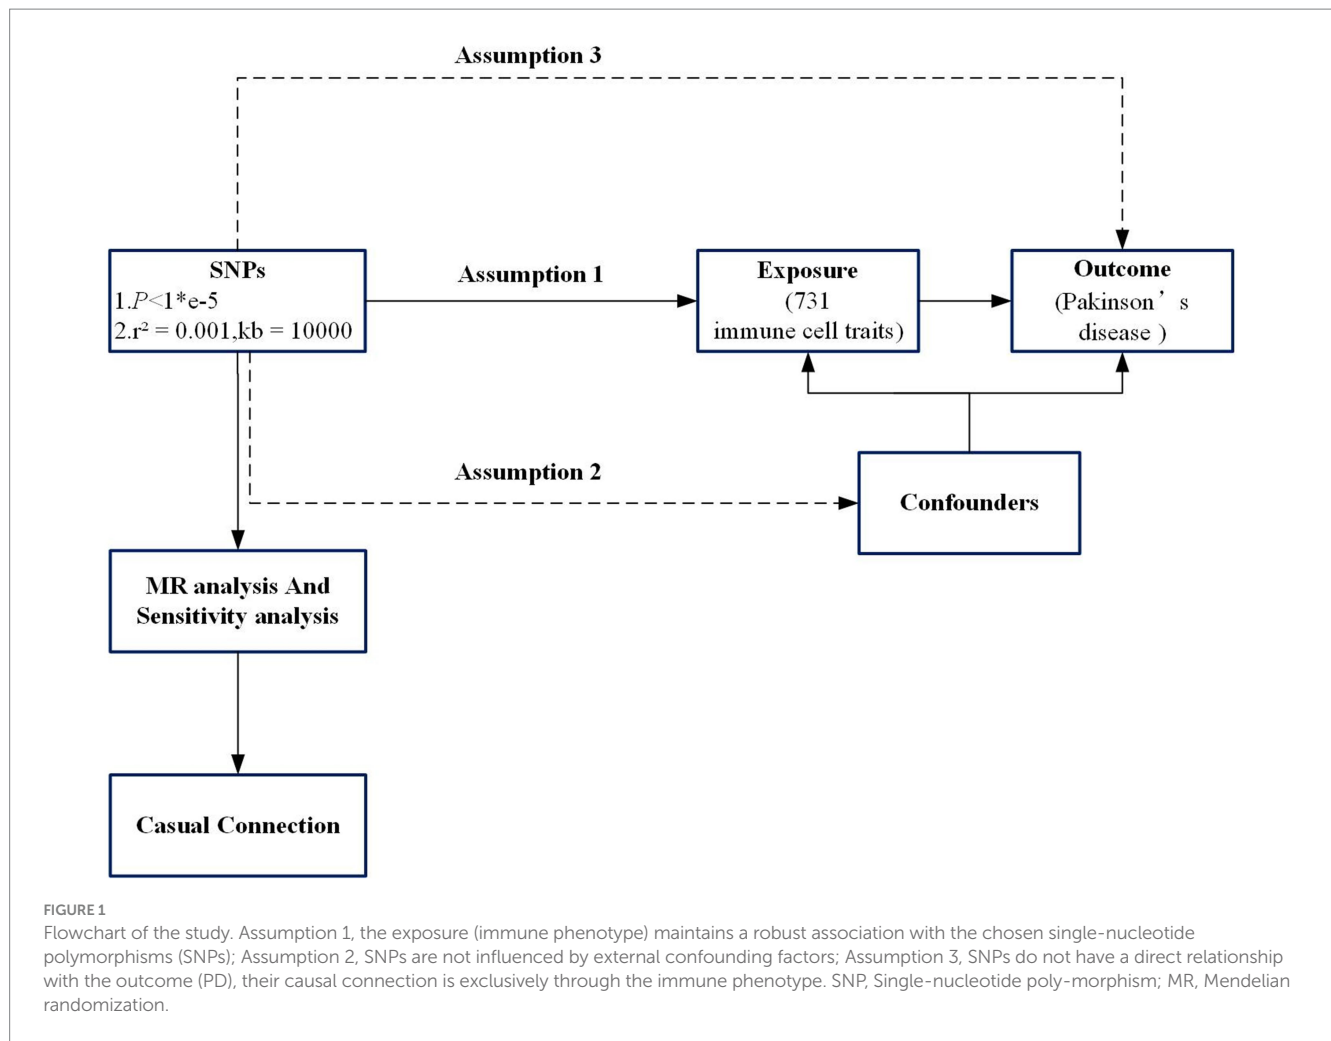 Assumption 3
SNPs
1.P<1*e-5
2.r² = 0.001,kb = 10000
Assumption 1
Exposure
(731
immune cell traits)
Outcome
(Pakinson’s
disease )
Assumption 2
Confounders
MR analysis And
Sensitivity analysis
Casual Connection
FIGURE 1
Flowchart of the study. Assumption 1, the exposure (immune phenotype) maintains a robust association with the chosen single-nucleotide
polymorphisms (SNPs); Assumption 2, SNPs are not influenced by external confounding factors; Assumption 3, SNPs do not have a direct relationship
with the outcome (PD), their causal connection is exclusively through the immune phenotype. SNP, Single-nucleotide poly-morphism; MR, Mendelian
randomization.